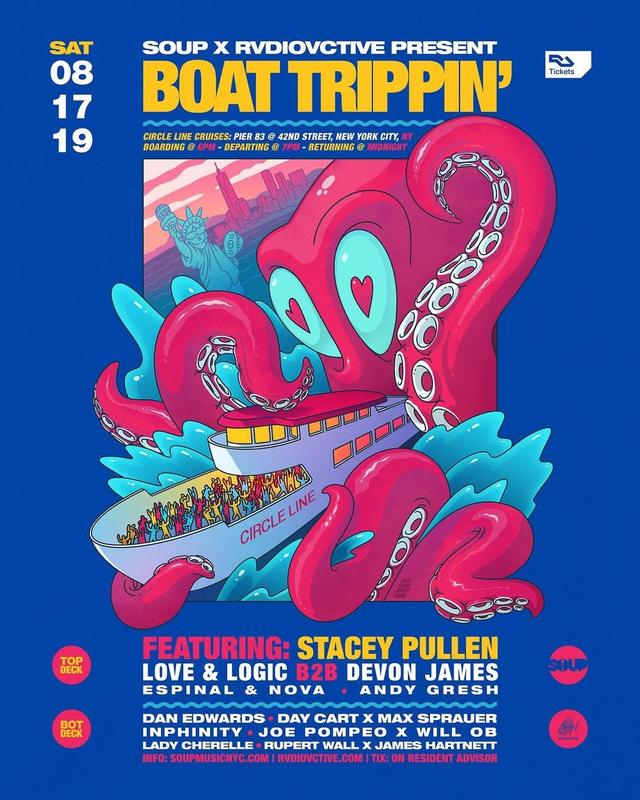 SAT
08
17
19
SOUP X RVDIOVCTIVE PRESENT
BOAT TRIPPIN'
RA
Tickets
CIRCLE LINE CRUISES: PIER 83 @ 42ND STREET, NEW YORK CITY, NY
BOARDING @ 6PM - DEPARTING @ 7PM - RETURNING @ MIDNIGHT
CIRCLE LINE
FEATURING: STACEY PULLEN
LOVE & LOGIC B2B DEVON JAMES
ESPINAL & NOVA • ANDY GRESH
TOP
DECK
SOUP
DAN EDWARDS • DAY CART X MAX SPRAUER
INPHINITY • JOE POMPEO X WILL OB
LADY CHERELLE • RUPERT WALL X JAMES HARTNETT
BOT
DECK
INFO: SOUPMUSICNYC.COM | RVDIOVCTIVE.COM | TIX: ON RESIDENT ADVISOR